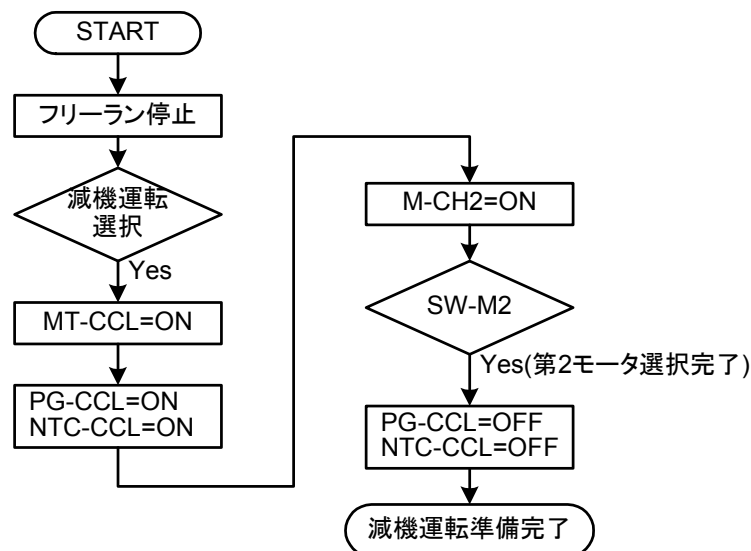 START
フリーラン停止
減機運転
選択
Yes
MT-CCL=ON
PG-CCL=ON
NTC-CCL=ON
M-CH2=ON
SW-M2
Yes(第2モータ選択完了)
PG-CCL=OFF
NTC-CCL=OFF
減機運転準備完了